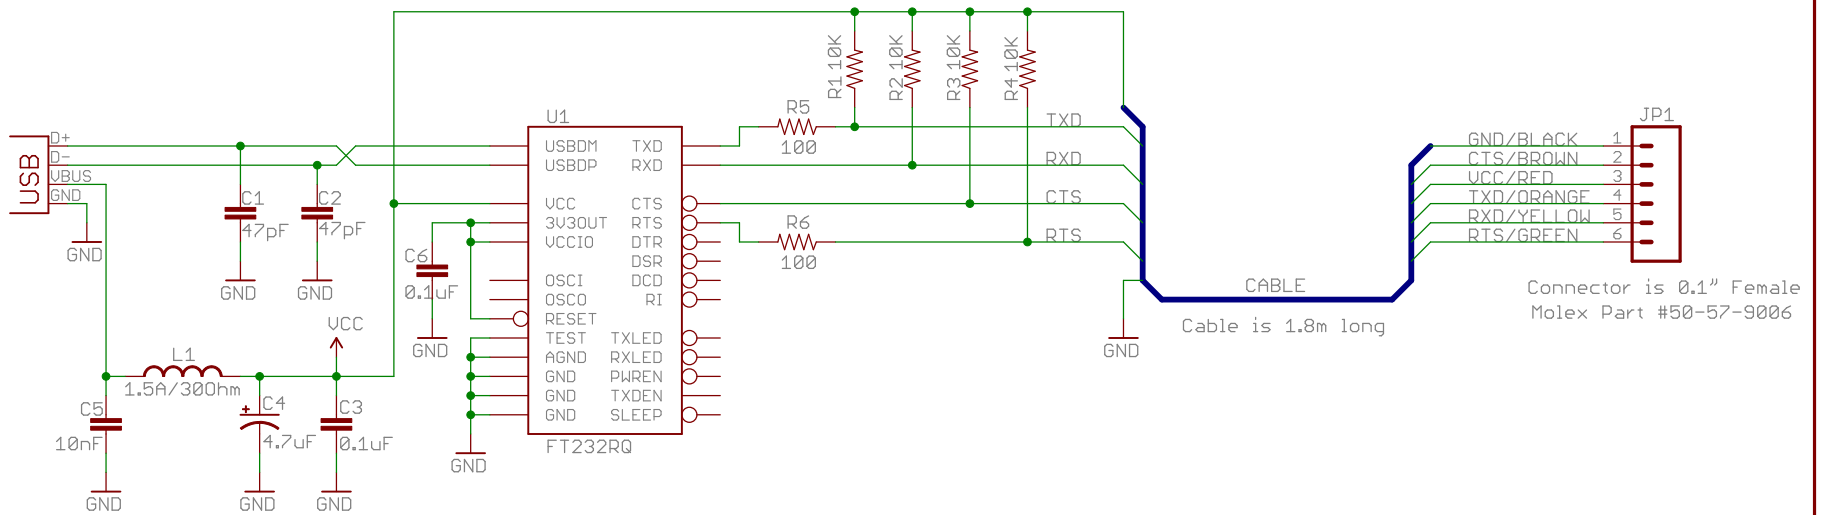 USB
D+
D-
VBUS
GND
GND
C1
47pF
GND
C2
47pF
GND
VCC
L1
1.5A/30Ohm
C5
10nF
GND
C4
4.7uF
GND
C3
0.1uF
GND
C6
0.1uF
GND
GND
U1
USBDM TXD
USBDP RXD
VCC CTS
3V3OUT RTS
VCCIO DTR
DSR
OSCI DCD
OSCO RI
RESET
TEST TXLED
AGND RXLED
GND PWREN
GND TXDEN
GND SLEEP
FT232RQ
R5
100
R6
100
R1 10K
R2 10K
R3 10K
R4 10K
TXD
RXD
CTS
RTS
GND
CABLE
Cable is 1.8m long
JP1
GND/BLACK 1
CTS/BROWN 2
VCC/RED 3
TXD/ORANGE 4
RXD/YELLOW 5
RTS/GREEN 6
Connector is 0.1" Female
Molex Part #50-57-9006